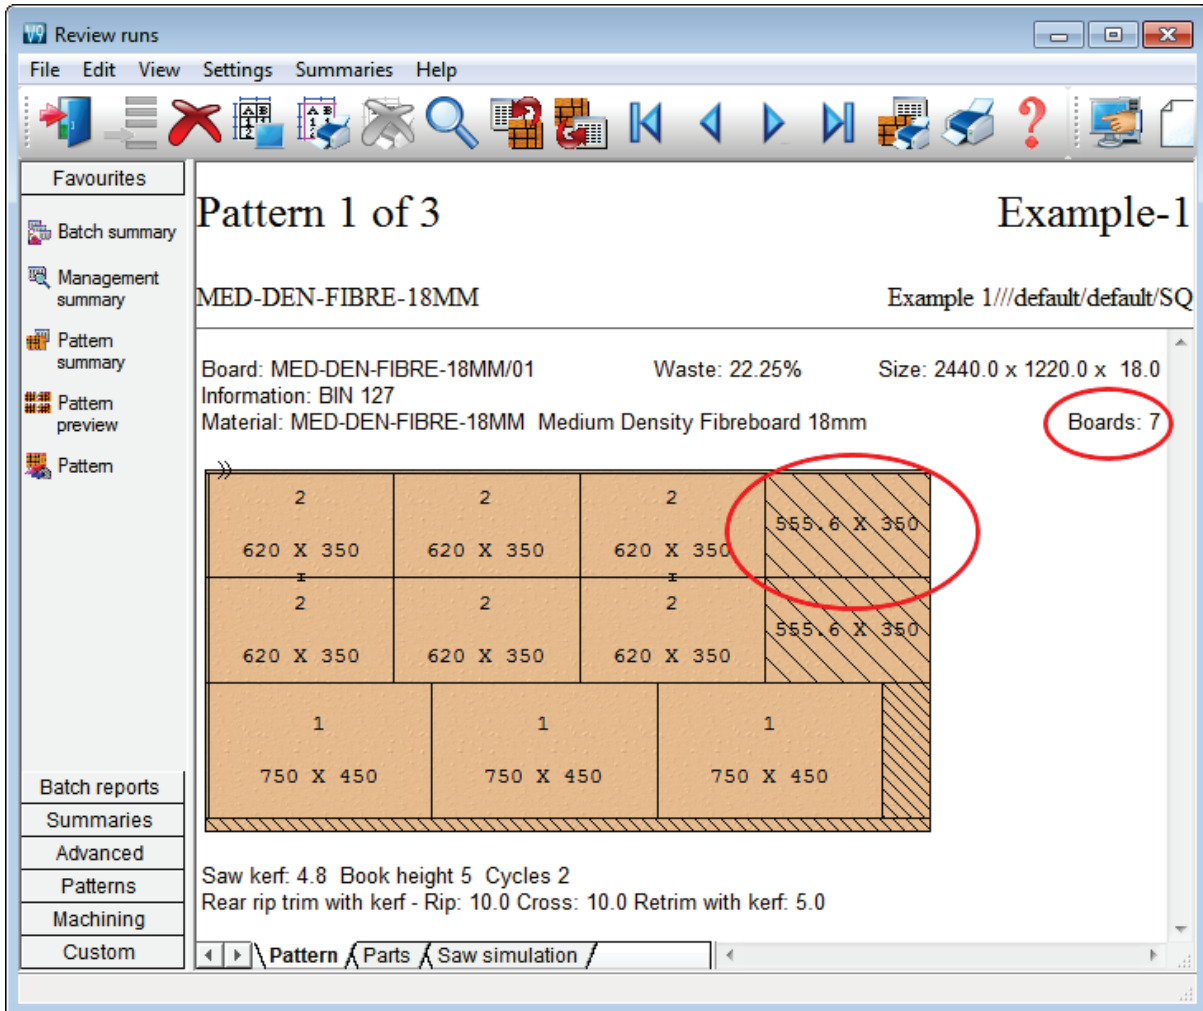 V9 Review runs
File Edit View Settings Summaries Help
Favourites
Batch summary
Management
summary
Pattern
summary
Pattern
preview
Pattern
Batch reports
Summaries
Advanced
Patterns
Machining
Custom
Pattern 1 of 3 Example-1
MED-DEN-FIBRE-18MM Example 1///default/default/SQ
Board: MED-DEN-FIBRE-18MM/01 Waste: 22.25% Size: 2440.0 x 1220.0 x 18.0
Information: BIN 127
Material: MED-DEN-FIBRE-18MM Medium Density Fibreboard 18mm Boards: 7
2 2 2
555.6 X 350
620 X 350 620 X 350 620 X 350
2 2 2
555.6 X 350
620 X 350 620 X 350 620 X 350
1 1 1
750 X 450 750 X 450 750 X 450
Saw kerf: 4.8 Book height 5 Cycles 2
Rear rip trim with kerf - Rip: 10.0 Cross: 10.0 Retrim with kerf: 5.0
Pattern Parts Saw simulation